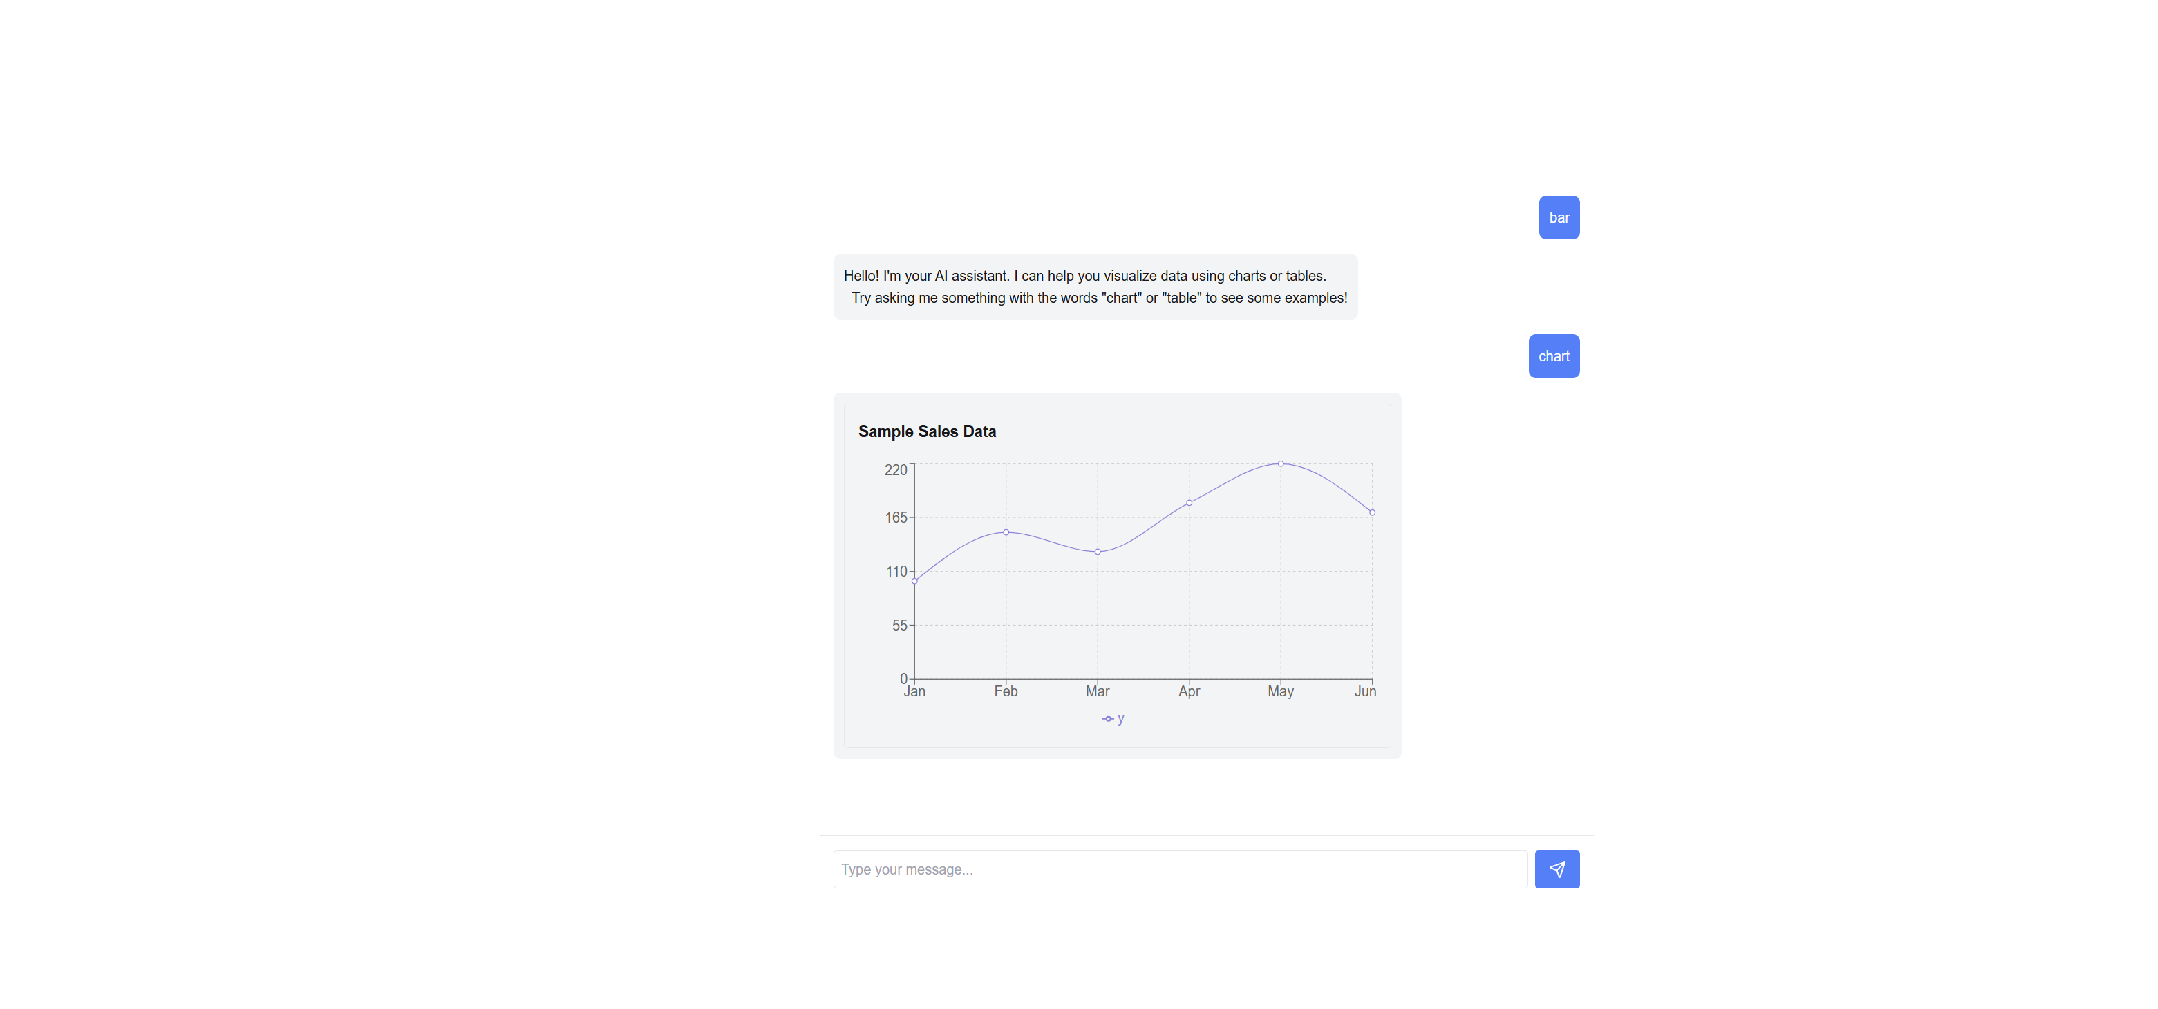 bar
Hello! I'm your AI assistant. I can help you visualize data using charts or tables.
Try asking me something with the words "chart" or "table" to see some examples!
chart
Sample Sales Data
220
165
110
55
0
Jan Feb Mar Apr May Jun
y
Type your message...